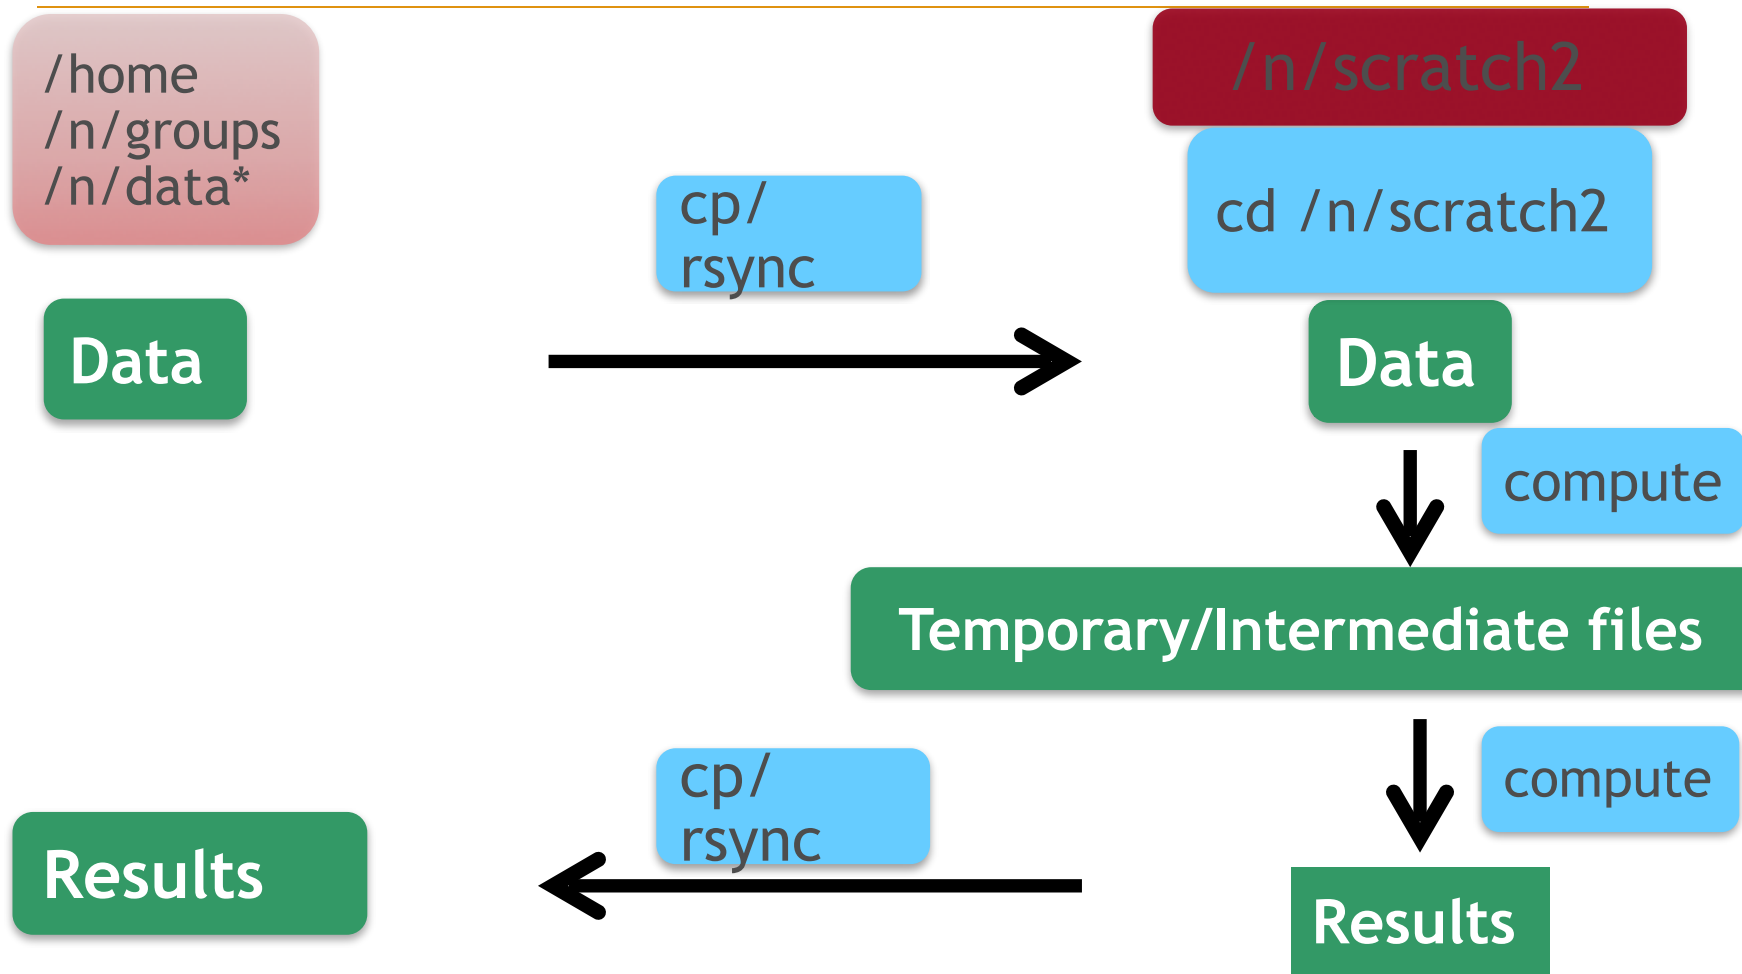 /home
/n/groups
/n/data*
/n/scratch2
cd /n/scratch2
cp/
rsync
Data
Data
compute
Temporary/Intermediate files
compute
cp/
rsync
Results
Results